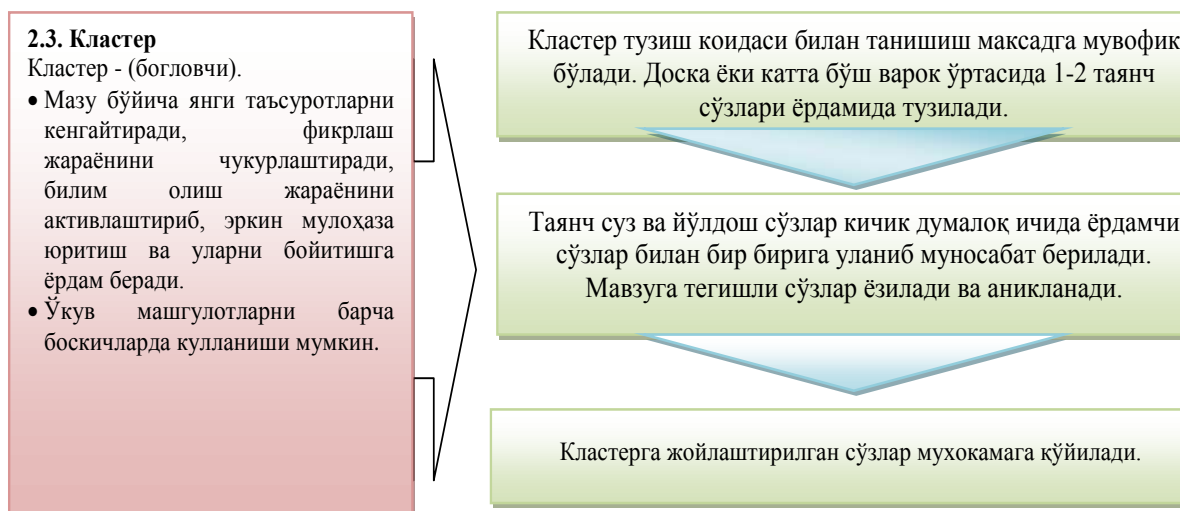 2.3. Кластер
Кластер - (богловчи).
• Мазу бўйича янги таъсуротларни
кенгайтиради, фикрлаш
жараёнини чукурлаштиради,
билим олиш жараёнини
активлаштириб, эркин мулоҳаза
юритиш ва уларни бойитишга
ёрдам беради.
• Ўкув машгулотларни барча
боскичларда кулланиши мумкин.
Кластер тузиш коидаси билан танишиш максадга мувофик
бўлади. Доска ёки катта бўш варок ўртасида 1-2 таянч
сўзлари ёрдамида тузилади.
Таянч суз ва йўлдош сўзлар кичик думалоқ ичида ёрдамчи
сўзлар билан бир бирига уланиб муносабат берилади.
Мавзуга тегишли сўзлар ёзилади ва аникланади.
Кластерга жойлаштирилган сўзлар мухокамага қўйилади.